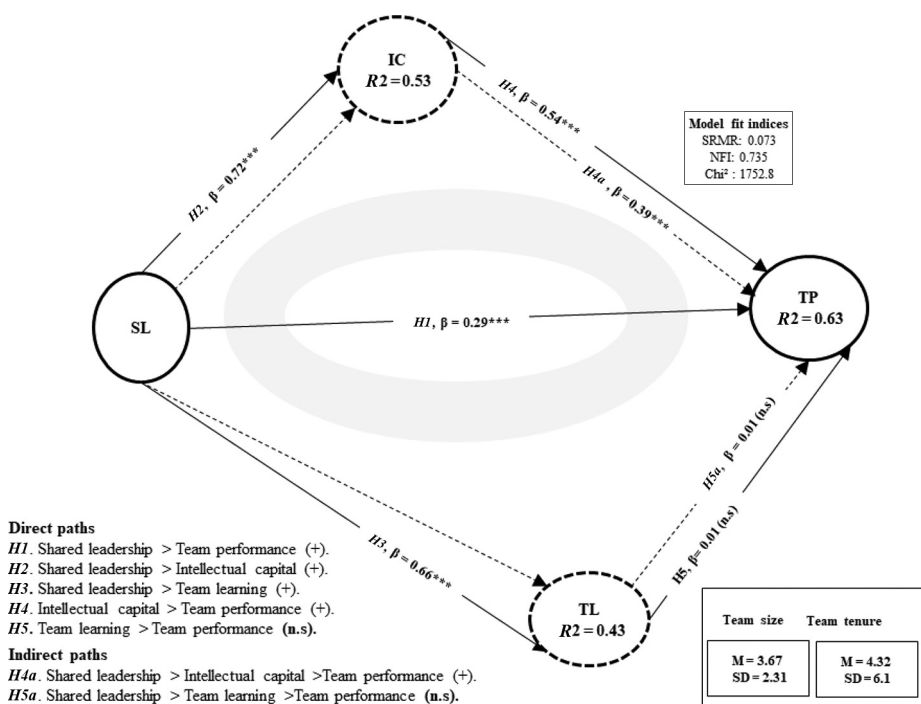 IC
R2=0.53
H2, β = 0.72***
H4, β = 0.54***
H4a , β = 0.39***
Model fit indices
SRMR: 0.073
NFI: 0.735
Chi² : 1752.8
SL
H1, β = 0.29***
TP
R2=0.63
H3, β = 0.66***
H5a, β = 0.01 (n.s)
H5, β= 0.01 (n.s)
TL
R2=0.43
Direct paths
H1. Shared leadership > Team performance (+).
H2. Shared leadership > Intellectual capital (+).
H3. Shared leadership > Team learning (+).
H4. Intellectual capital > Team performance (+).
H5. Team learning > Team performance (n.s).
Indirect paths
H4a. Shared leadership > Intellectual capital >Team performance (+).
H5a. Shared leadership > Team learning >Team performance (n.s).
Team size Team tenure
M = 3.67 M = 4.32
SD = 2.31 SD = 6.1